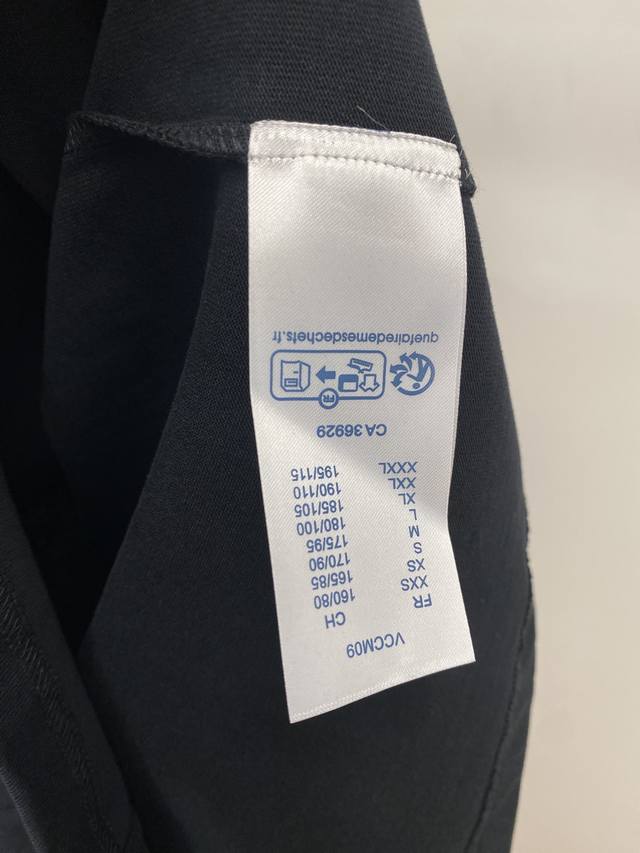 VCCM09
FR CH
XXS 160/80
XS 165/85
S 170/90
M 175/95
L 180/100
XL 185/105
XXL 190/110
XXXL 195/115
CA 36929
FR
quefairedemesdechets.fr